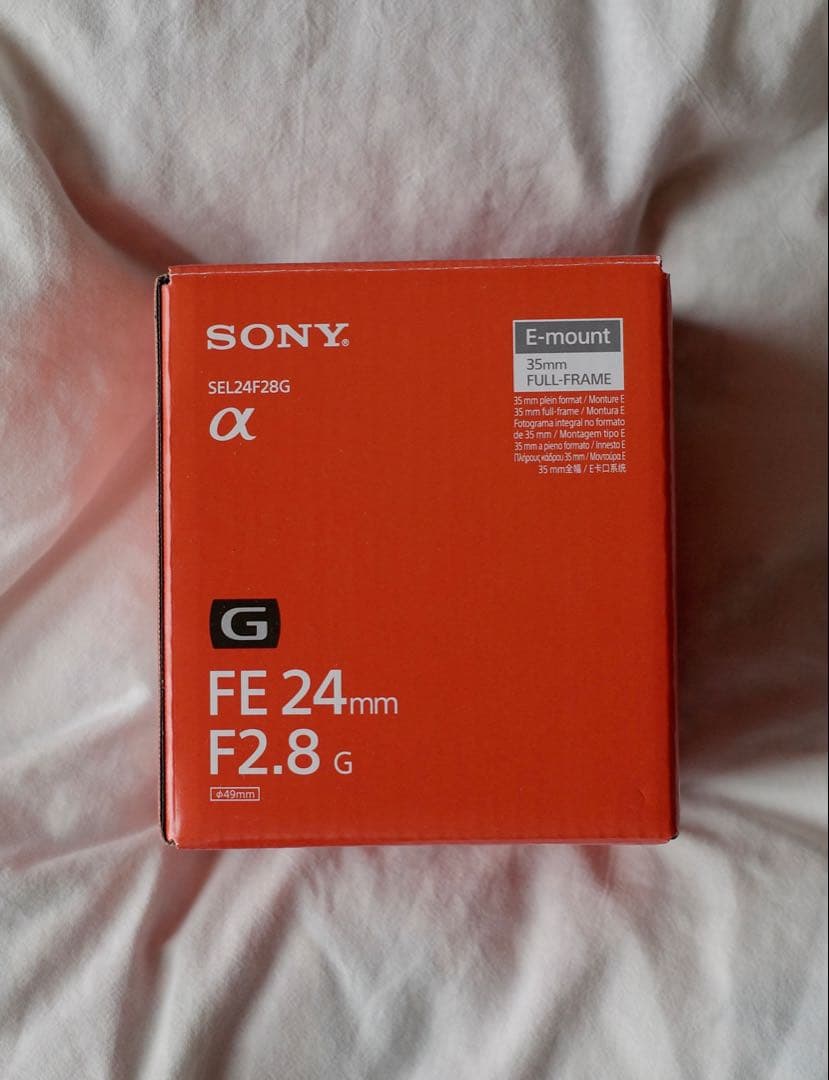 SONY®
SEL24F28G
α
E-mount
35mm
FULL-FRAME
35 mm plein format / Monture E
35 mm full-frame / Montura E
Fotograma integral no formato
de 35 mm / Montagem tipo E
35 mm a pieno formato / Innesto E
Πλήρους κάδρου 35 mm / Μοντούρα E
35 mm全幅 / E卡口系统
G
FE 24mm
F2.8 G
ϕ49mm